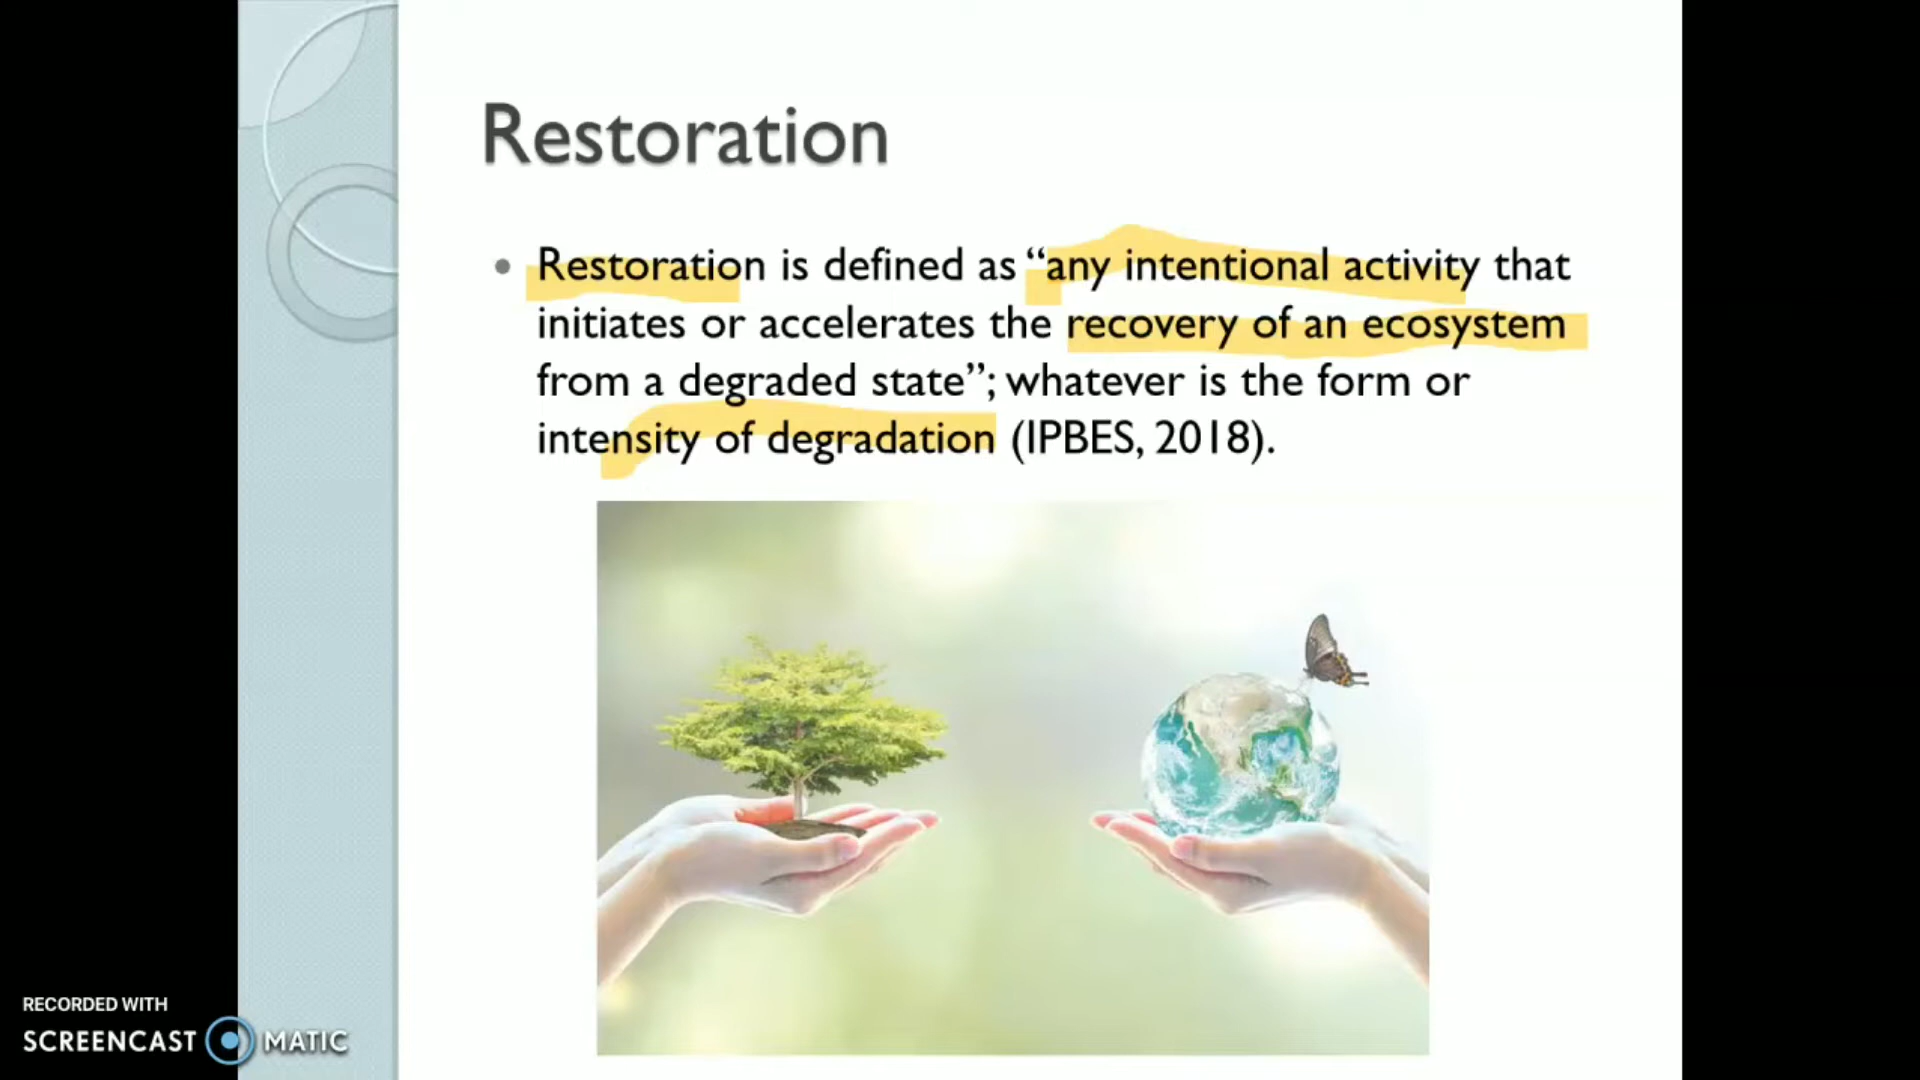 Restoration
• Restoration is defined as “any intentional activity that
initiates or accelerates the recovery of an ecosystem
from a degraded state”; whatever is the form or
intensity of degradation (IPBES, 2018).
RECORDED WITH
SCREENCAST MATIC